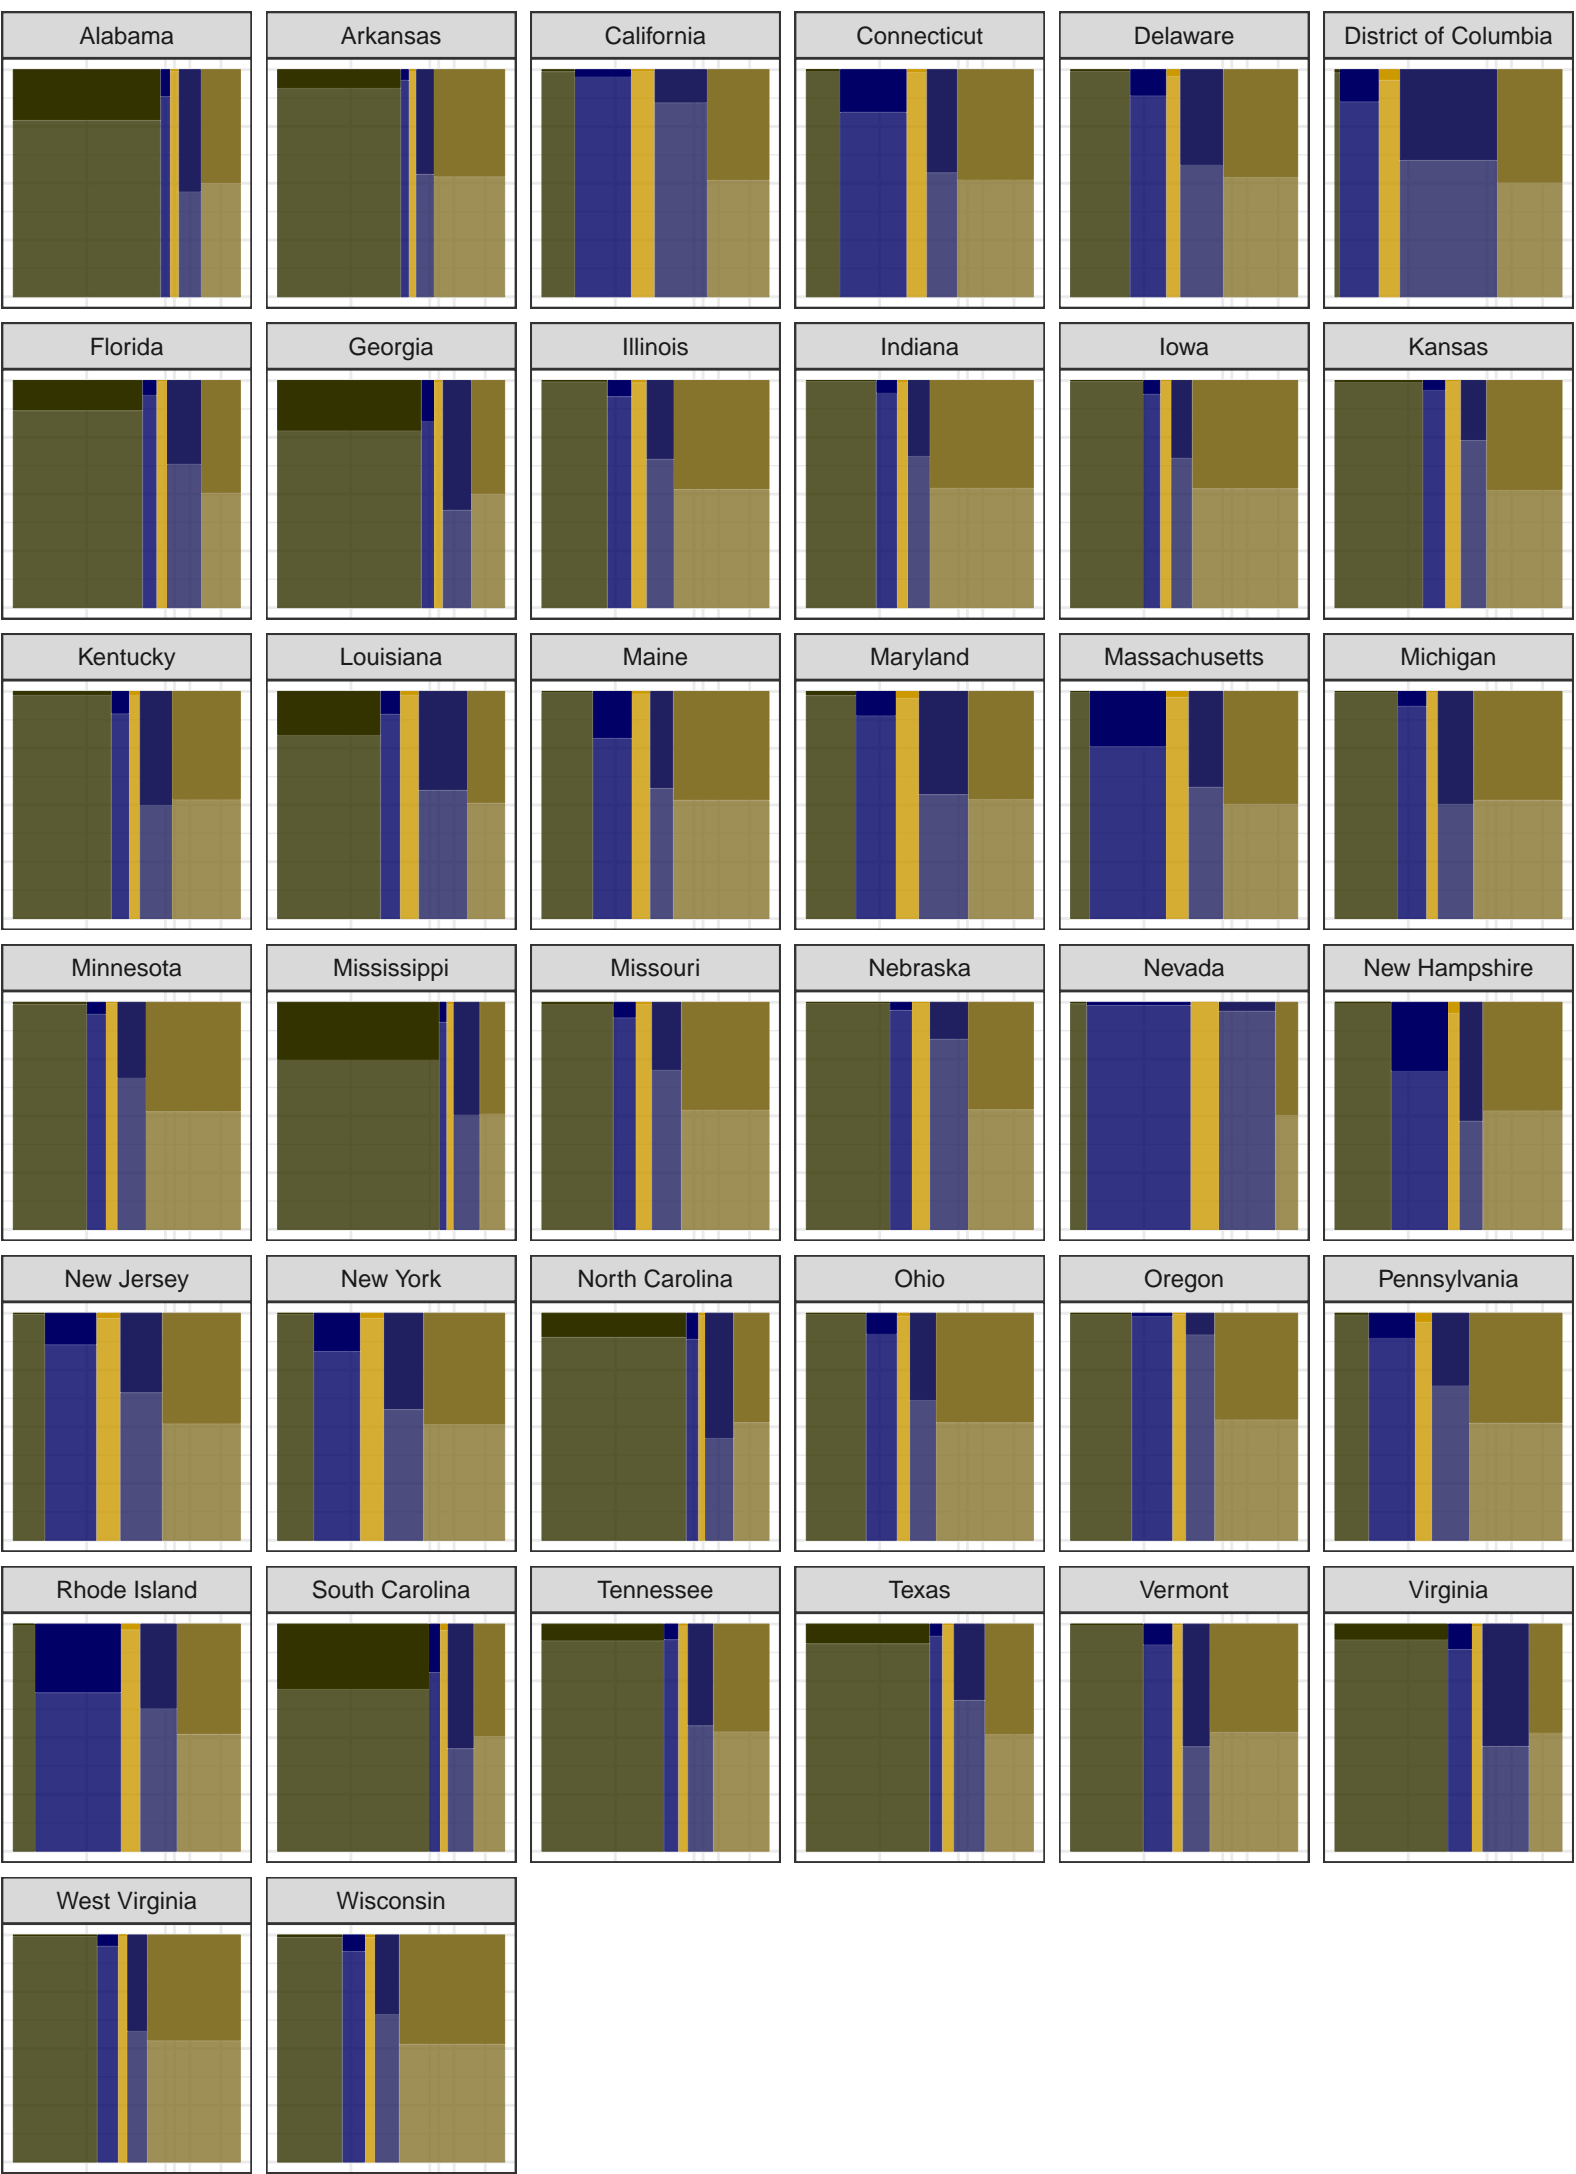 Alabama
Arkansas
California
Connecticut
Delaware
District of Columbia
Florida
Georgia
Illinois
Indiana
Iowa
Kansas
Kentucky
Louisiana
Maine
Maryland
Massachusetts
Michigan
Minnesota
Mississippi
Missouri
Nebraska
Nevada
New Hampshire
New Jersey
New York
North Carolina
Ohio
Oregon
Pennsylvania
Rhode Island
South Carolina
Tennessee
Texas
Vermont
Virginia
West Virginia
Wisconsin